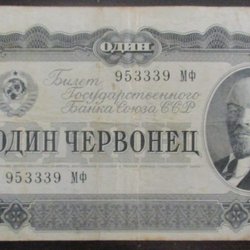 ОДИН
Билет 953339 МФ
Государственного
Банка Союза ССР
ОДИН ЧЕРВОНЕЦ
953339 МФ